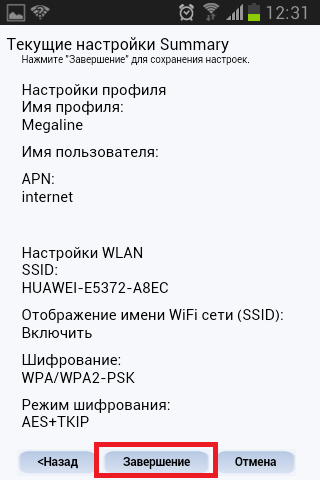 12:31
Текущие настройки Summary
Нажмите "Завершение" для сохранения настроек.
Настройки профиля
Имя профиля:
Megaline
Имя пользователя:
APN:
internet
Настройки WLAN
SSID:
HUAWEI-E5372-A8EC
Отображение имени WiFi сети (SSID):
Включить
Шифрование:
WPA/WPA2-PSK
Режим шифрования:
AES+TKIP
<Назад Завершение Отмена